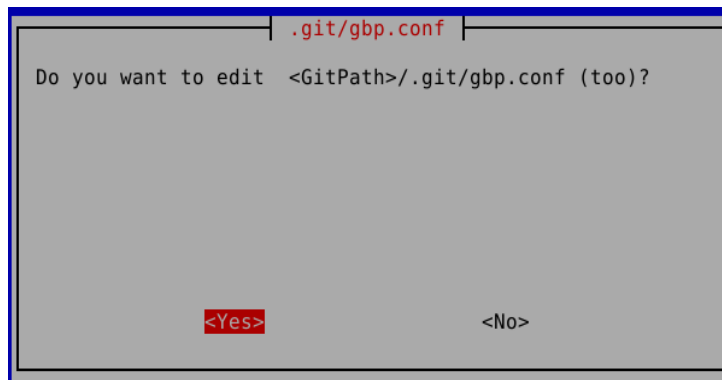 .git/gbp.conf
Do you want to edit  <GitPath>/.git/gbp.conf (too)?
<Yes>
<No>